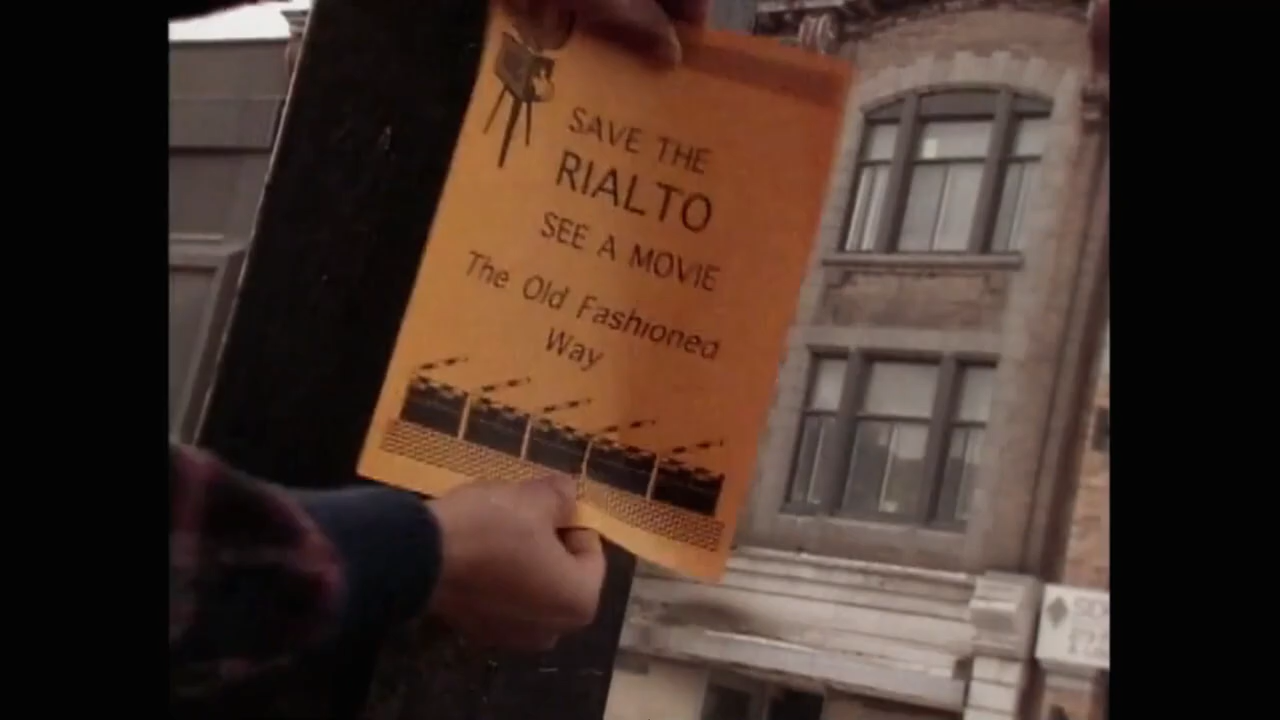 SAVE THE
RIALTO
SEE A MOVIE
The Old Fashioned
Way